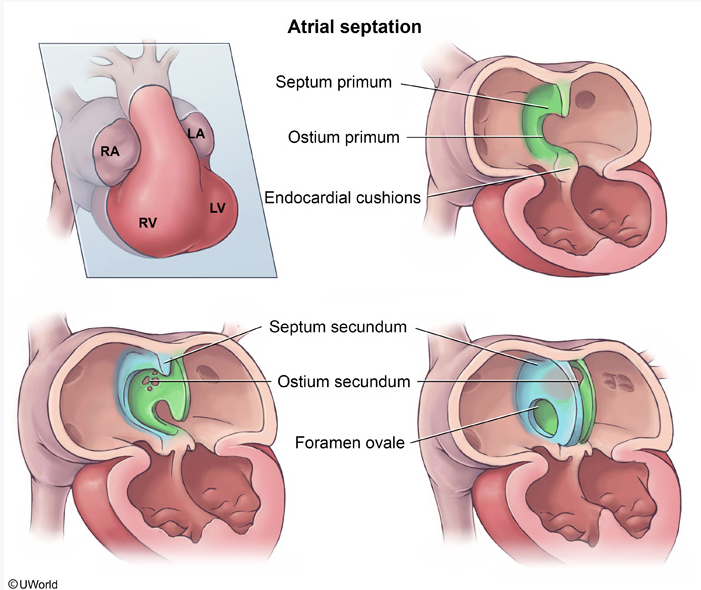 Atrial septation
Septum primum
Ostium primum
Endocardial cushions
RA
LA
RV
LV
Septum secundum
Ostium secundum
Foramen ovale
©UWorld